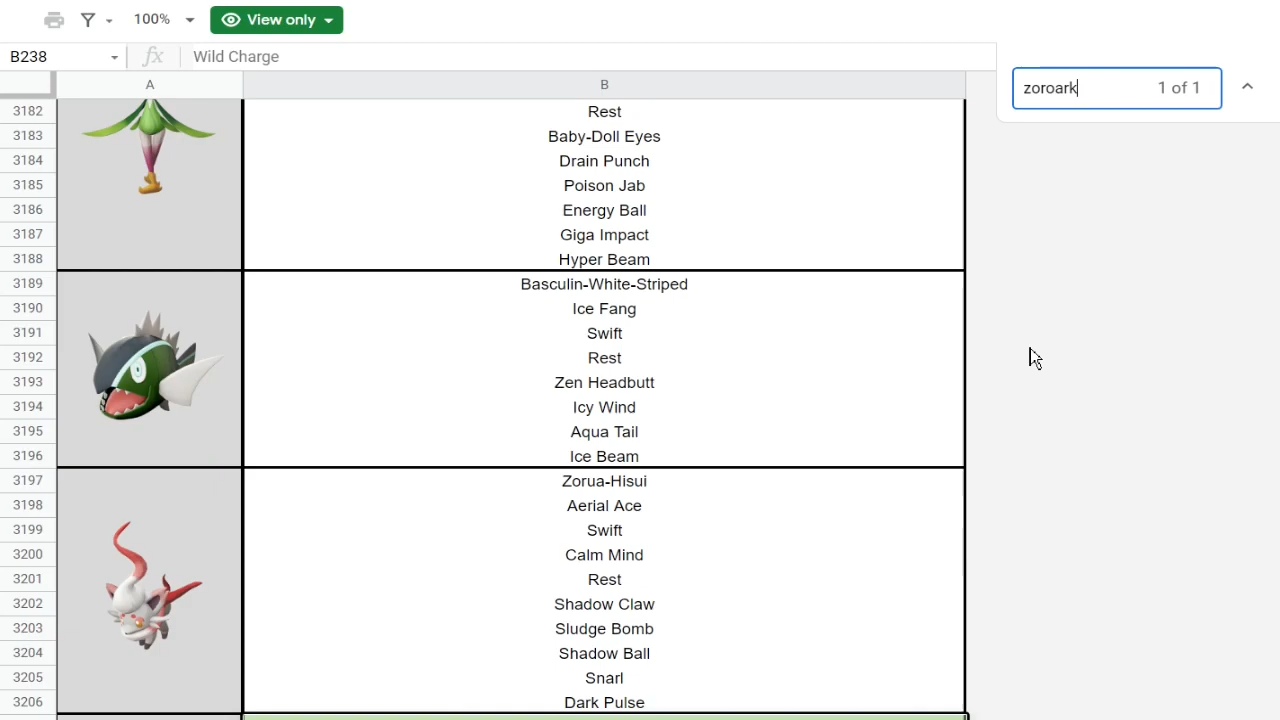 100% View only
B238 fx Wild Charge
zoroark 1 of 1
A B
3182 Rest
3183 Baby-Doll Eyes
3184 Drain Punch
3185 Poison Jab
3186 Energy Ball
3187 Giga Impact
3188 Hyper Beam
3189 Basculin-White-Striped
3190 Ice Fang
3191 Swift
3192 Rest
3193 Zen Headbutt
3194 Icy Wind
3195 Aqua Tail
3196 Ice Beam
3197 Zorua-Hisui
3198 Aerial Ace
3199 Swift
3200 Calm Mind
3201 Rest
3202 Shadow Claw
3203 Sludge Bomb
3204 Shadow Ball
3205 Snarl
3206 Dark Pulse